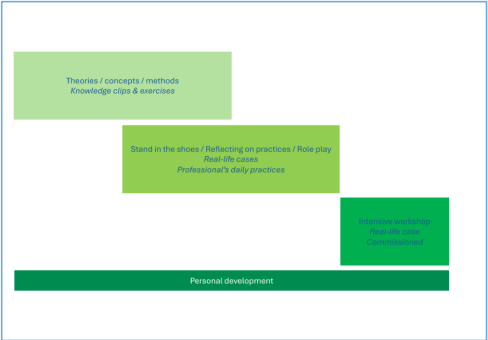 Theories / concepts / methods
Knowledge clips & exercises
Stand in the shoes / Reflecting on practices / Role play
Real-life cases
Professional's daily practices
Intensive workshop
Real-life case
Commissioned
Personal development